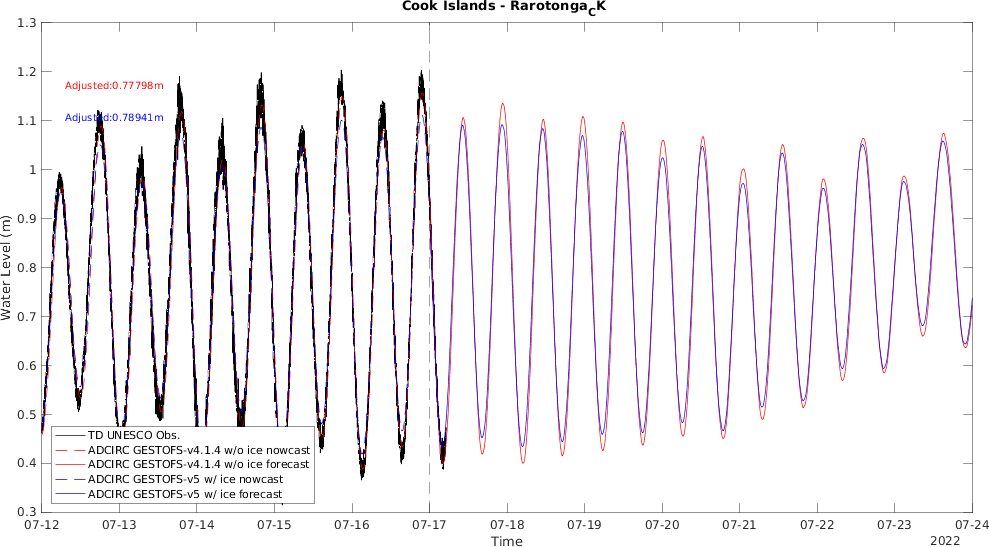 Cook Islands - Rarotonga_CK
1.3
1.2
1.1
1
0.9
0.8
0.7
0.6
0.5
0.4
0.3
Water Level (m)
Adjusted:0.77798m
Adjusted:0.78941m
TD UNESCO Obs.
ADCIRC GESTOFS-v4.1.4 w/o ice nowcast
ADCIRC GESTOFS-v4.1.4 w/o ice forecast
ADCIRC GESTOFS-v5 w/ ice nowcast
ADCIRC GESTOFS-v5 w/ ice forecast
07-12 07-13 07-14 07-15 07-16 07-17 07-18 07-19 07-20 07-21 07-22 07-23 07-24
Time
2022